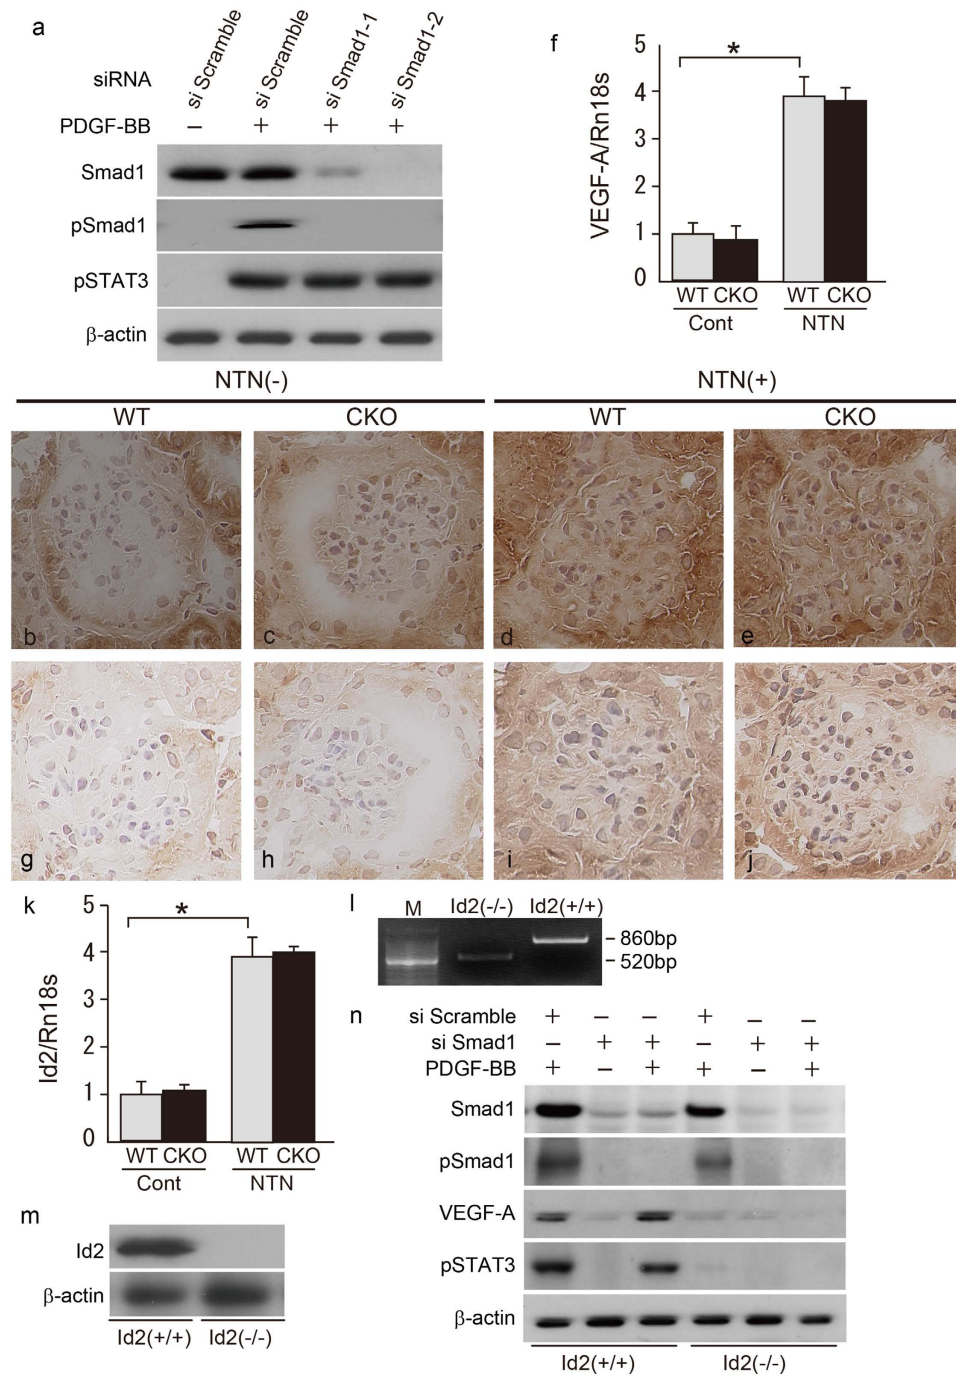 a
siRNA
si Scramble
si Scramble
si Smad1-1
si Smad1-2
PDGF-BB − + + +
Smad1
pSmad1
pSTAT3
β-actin
f
VEGF-A/Rn18s
5
4
3
2
1
0
*
WT CKO WT CKO
Cont NTN
NTN(-) NTN(+)
WT CKO WT CKO
b c d e
g h i j
k
Id2/Rn18s
5
4
3
2
1
0
*
WT CKO WT CKO
Cont NTN
l
M Id2(-/-) Id2(+/+)
860bp
520bp
m
Id2
β-actin
Id2(+/+) Id2(-/-)
n
si Scramble + − − + − −
si Smad1 − + + − + +
PDGF-BB + − + + − +
Smad1
pSmad1
VEGF-A
pSTAT3
β-actin
Id2(+/+) Id2(-/-)